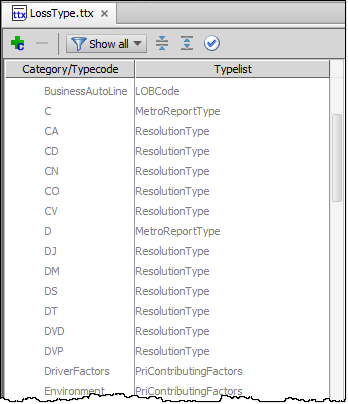 ttx LossType.ttx ×
c Show all
Category/Typecode Typelist
BusinessAutoLine LOBCode
C MetroReportType
CA ResolutionType
CD ResolutionType
CN ResolutionType
CO ResolutionType
CV ResolutionType
D MetroReportType
DJ ResolutionType
DM ResolutionType
DS ResolutionType
DT ResolutionType
DVD ResolutionType
DVP ResolutionType
DriverFactors PriContributingFactors
Environment PriContributingFactors